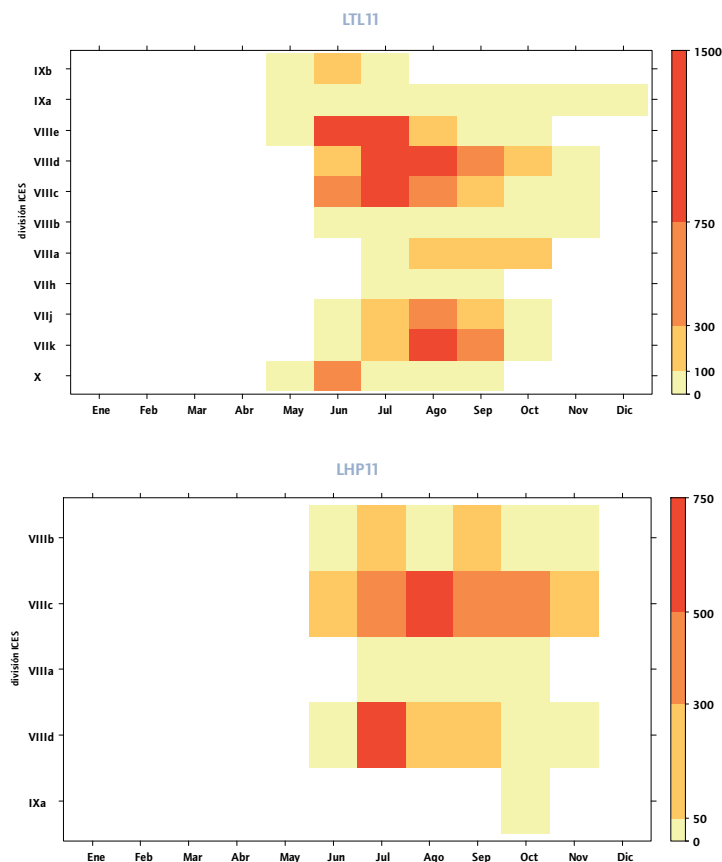 LTL11
división ICES
IXb
IXa
VIIIe
VIIId
VIIIc
VIIIb
VIIIa
VIIh
VIIj
VIIk
X
Ene Feb Mar Abr May Jun Jul Ago Sep Oct Nov Dic
1500
750
300
100
0
LHP11
división ICES
VIIIb
VIIIc
VIIIa
VIIId
IXa
Ene Feb Mar Abr May Jun Jul Ago Sep Oct Nov Dic
750
500
300
50
0